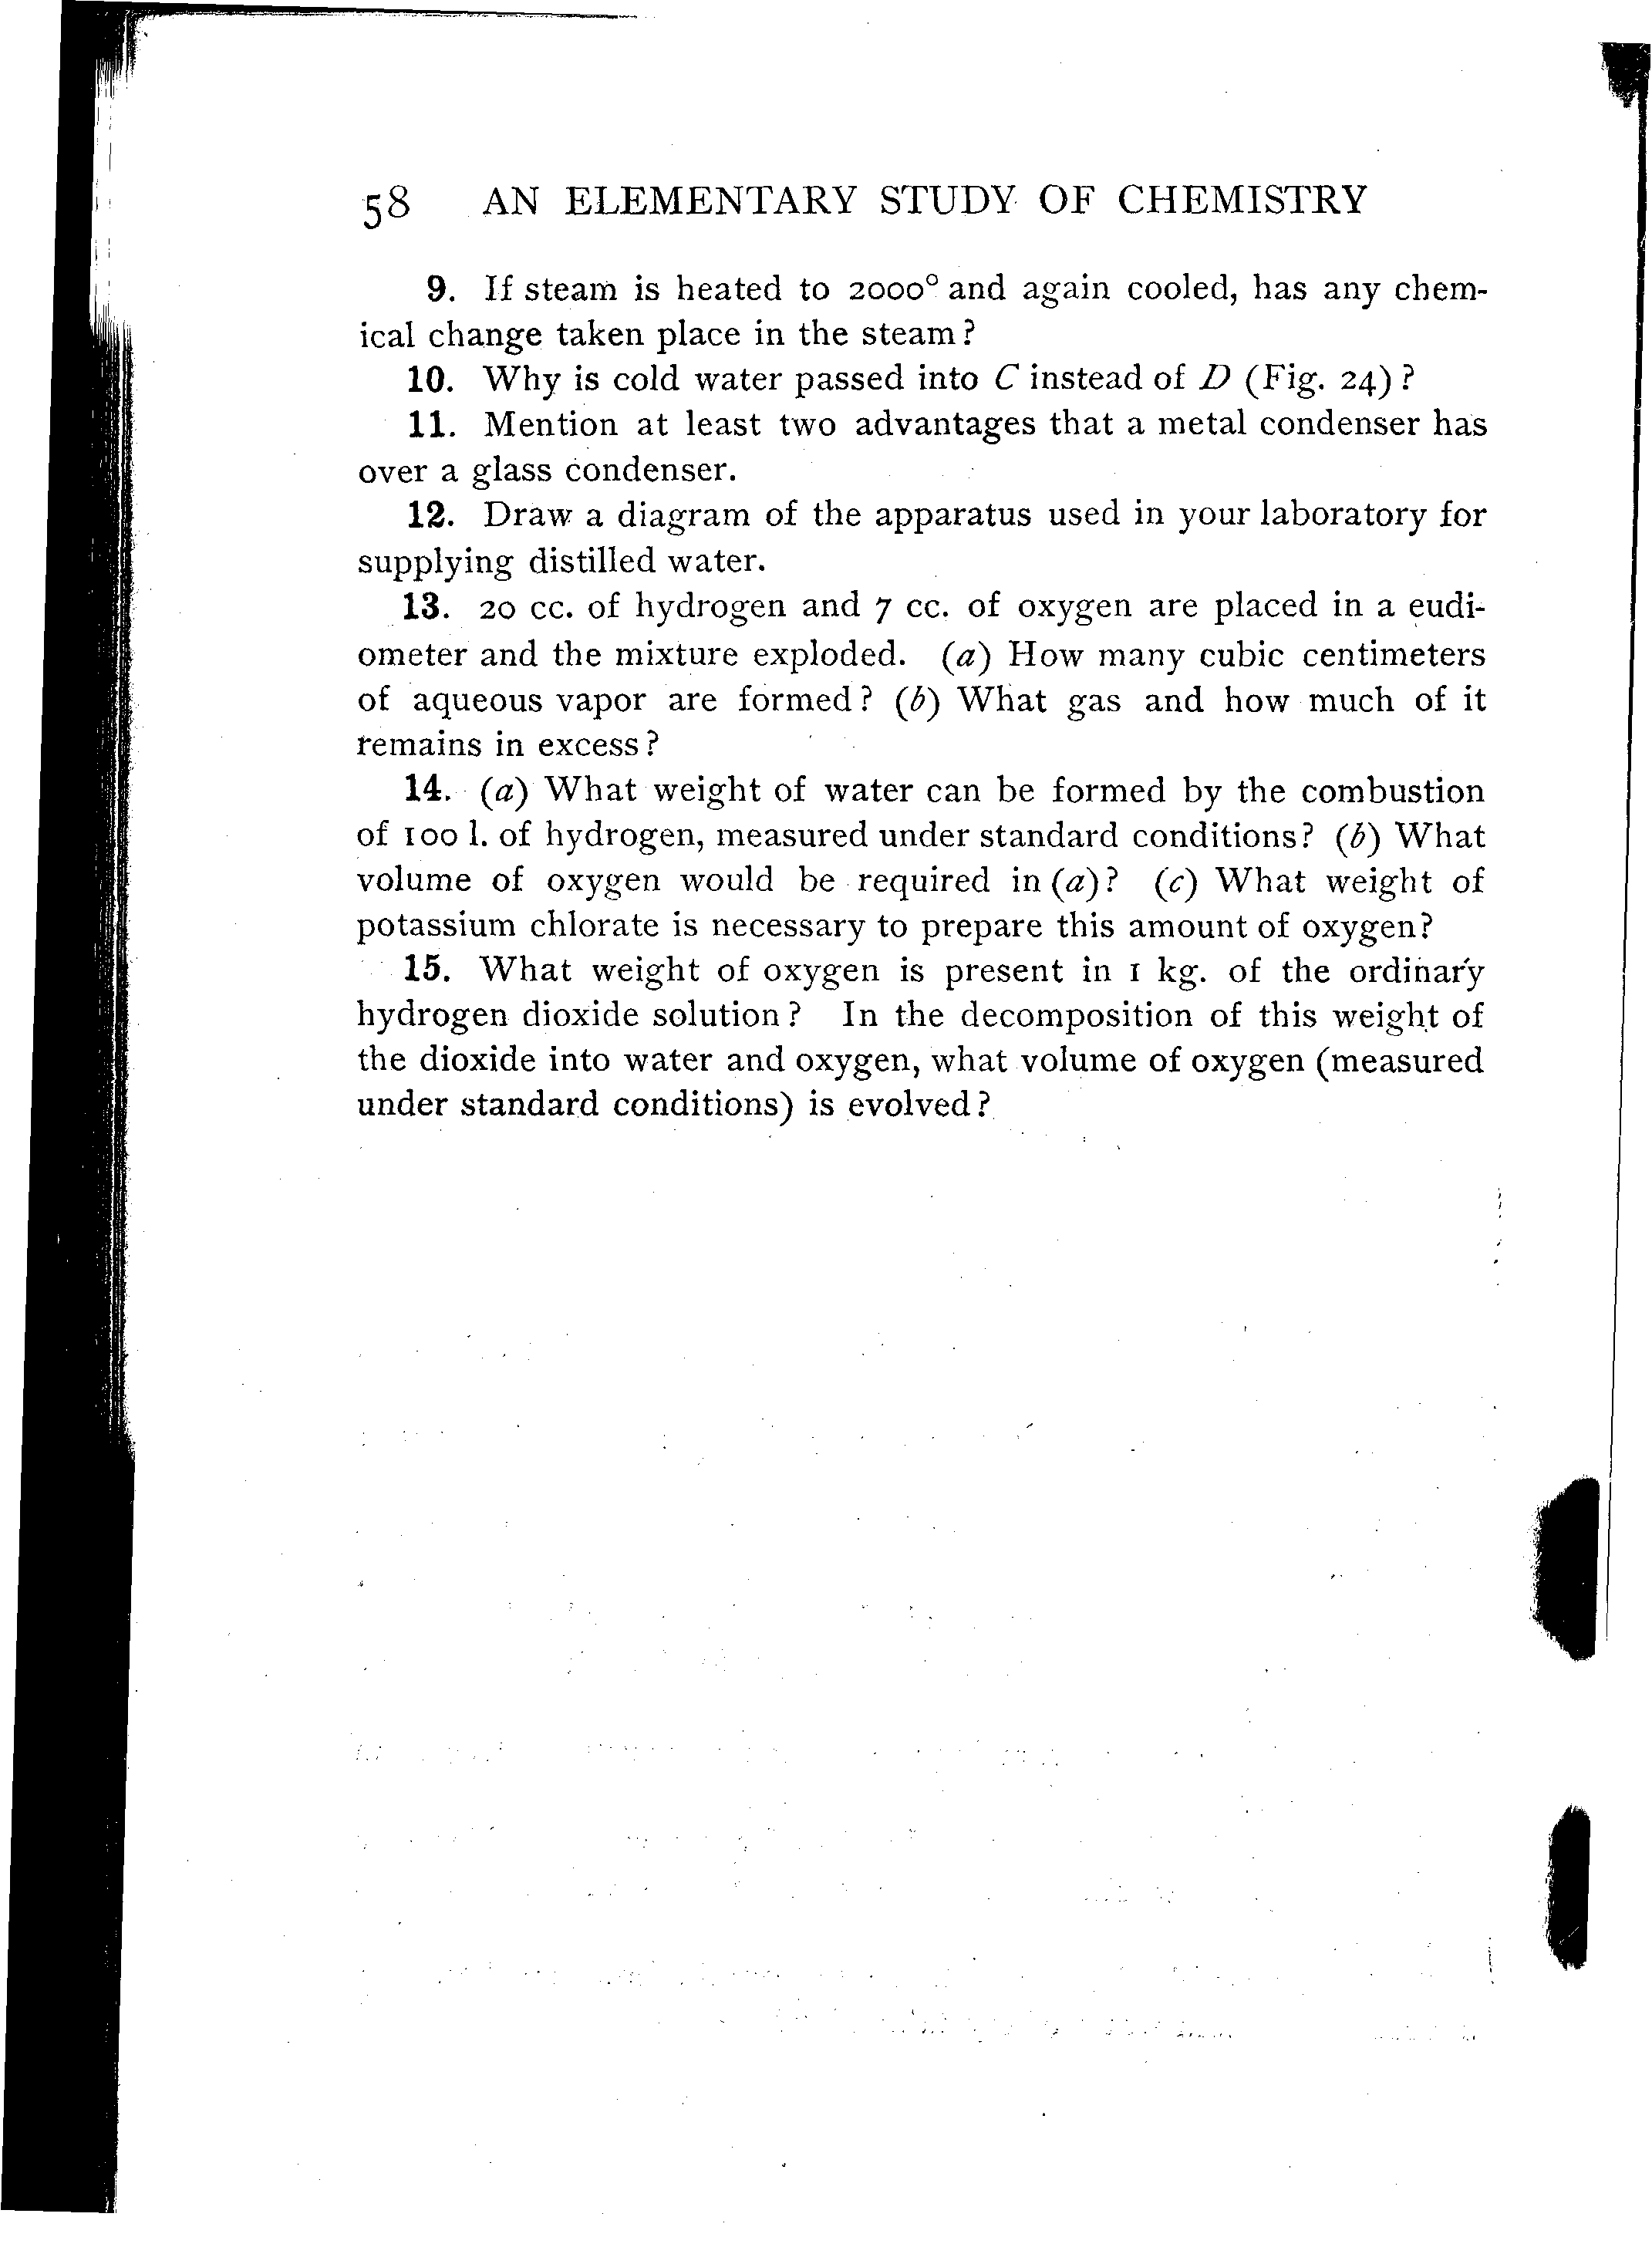 58 AN ELEMENTARY STUDY OF CHEMISTRY
9. If steam is heated to 2000° and again cooled, has any chem-
ical change taken place in the steam?
10. Why is cold water passed into C instead of D (Fig. 24)?
11. Mention at least two advantages that a metal condenser has
over a glass condenser.
12. Draw a diagram of the apparatus used in your laboratory for
supplying distilled water.
13. 20 cc. of hydrogen and 7 cc. of oxygen are placed in a eudi-
ometer and the mixture exploded. (a) How many cubic centimeters
of aqueous vapor are formed? (b) What gas and how much of it
remains in excess?
14. (a) What weight of water can be formed by the combustion
of 100 l. of hydrogen, measured under standard conditions? (b) What
volume of oxygen would be required in (a)? (c) What weight of
potassium chlorate is necessary to prepare this amount of oxygen?
15. What weight of oxygen is present in 1 kg. of the ordinary
hydrogen dioxide solution? In the decomposition of this weight of
the dioxide into water and oxygen, what volume of oxygen (measured
under standard conditions) is evolved?